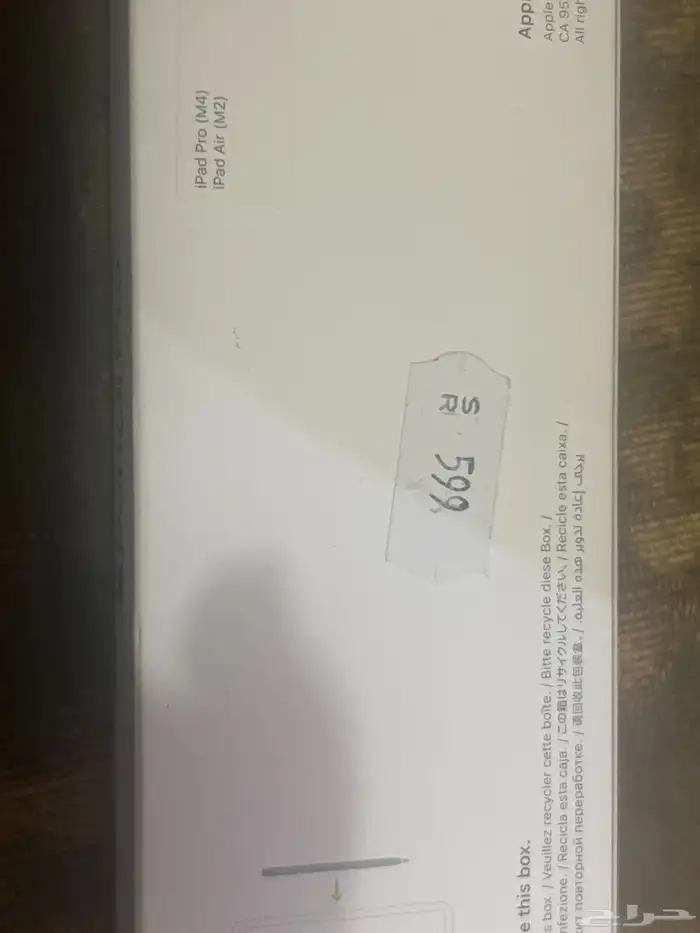 iPad Pro (M4)
iPad Air (M2)
SR 599
Apple
CA 95
All
e this box.
s box. / Veuillez recycler cette boîte. / Bitte recycle diese Box. /
nfezione. / Recicla esta caja. / この箱はリサイクルしてください。/ Recicle esta caixa. /
ит повторной переработке. / 请回收此包装盒。/ يرجى إعادة تدوير هذه العلبة.
حراج